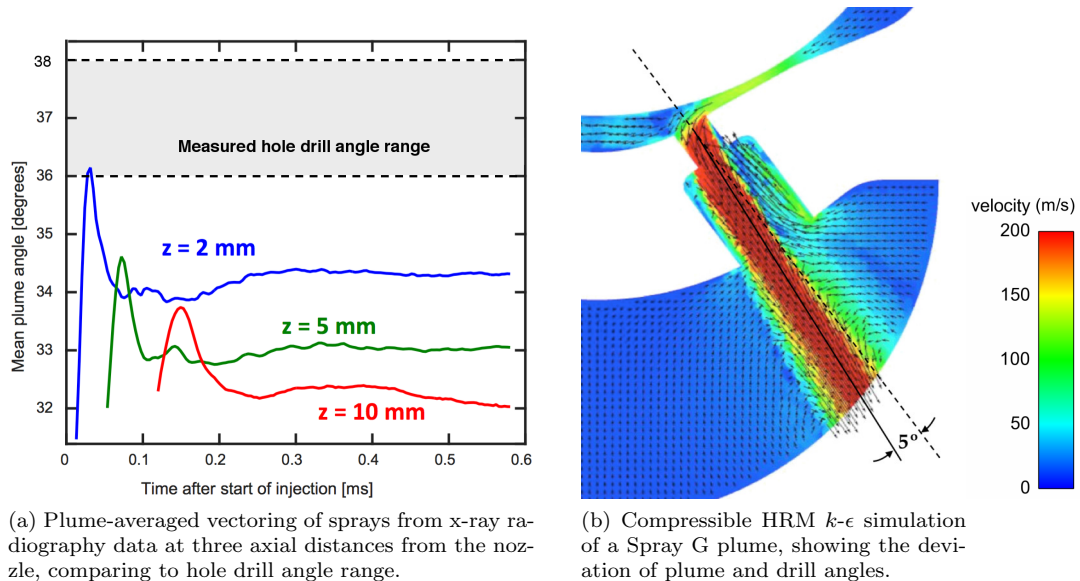 38
37
36
35
34
33
32
Mean plume angle [degrees]
Measured hole drill angle range
z = 2 mm
z = 5 mm
z = 10 mm
0 0.1 0.2 0.3 0.4 0.5 0.6
Time after start of injection [ms]
(a) Plume-averaged vectoring of sprays from x-ray ra-
diography data at three axial distances from the noz-
zle, comparing to hole drill angle range.
5°
velocity (m/s)
200
150
100
50
0
(b) Compressible HRM k-ϵ simulation
of a Spray G plume, showing the devi-
ation of plume and drill angles.